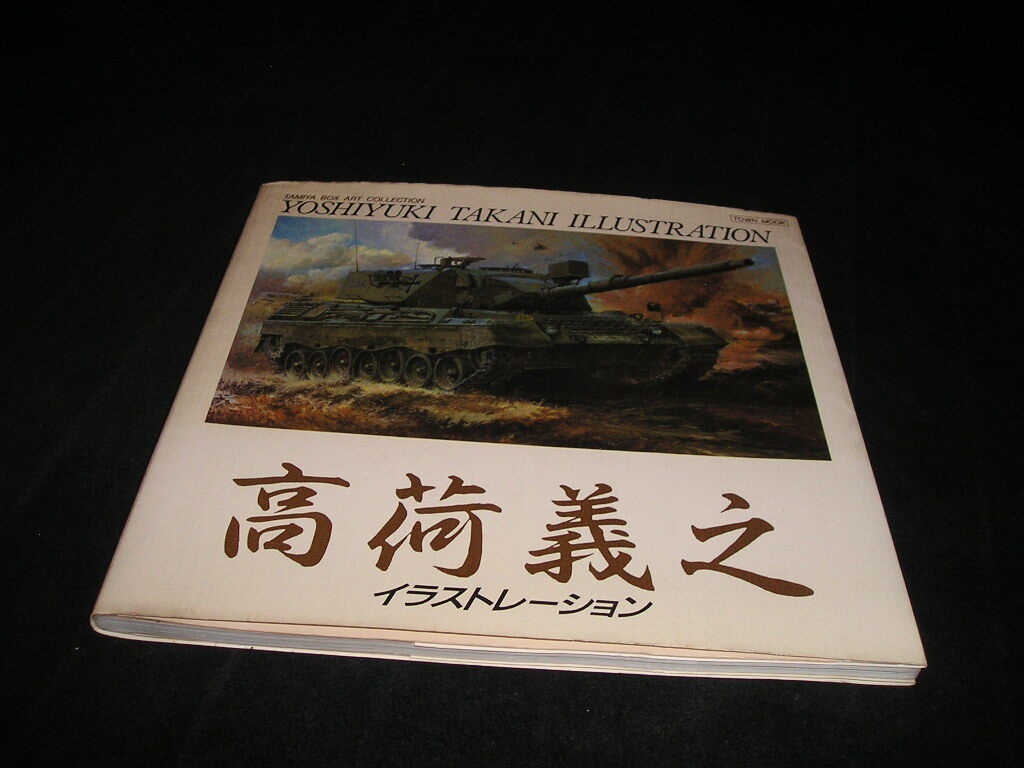 TAMIYA BOX ART COLLECTION
TOWN MOOK
YOSHIYUKI TAKANI ILLUSTRATION
高荷義之
イラストレーション